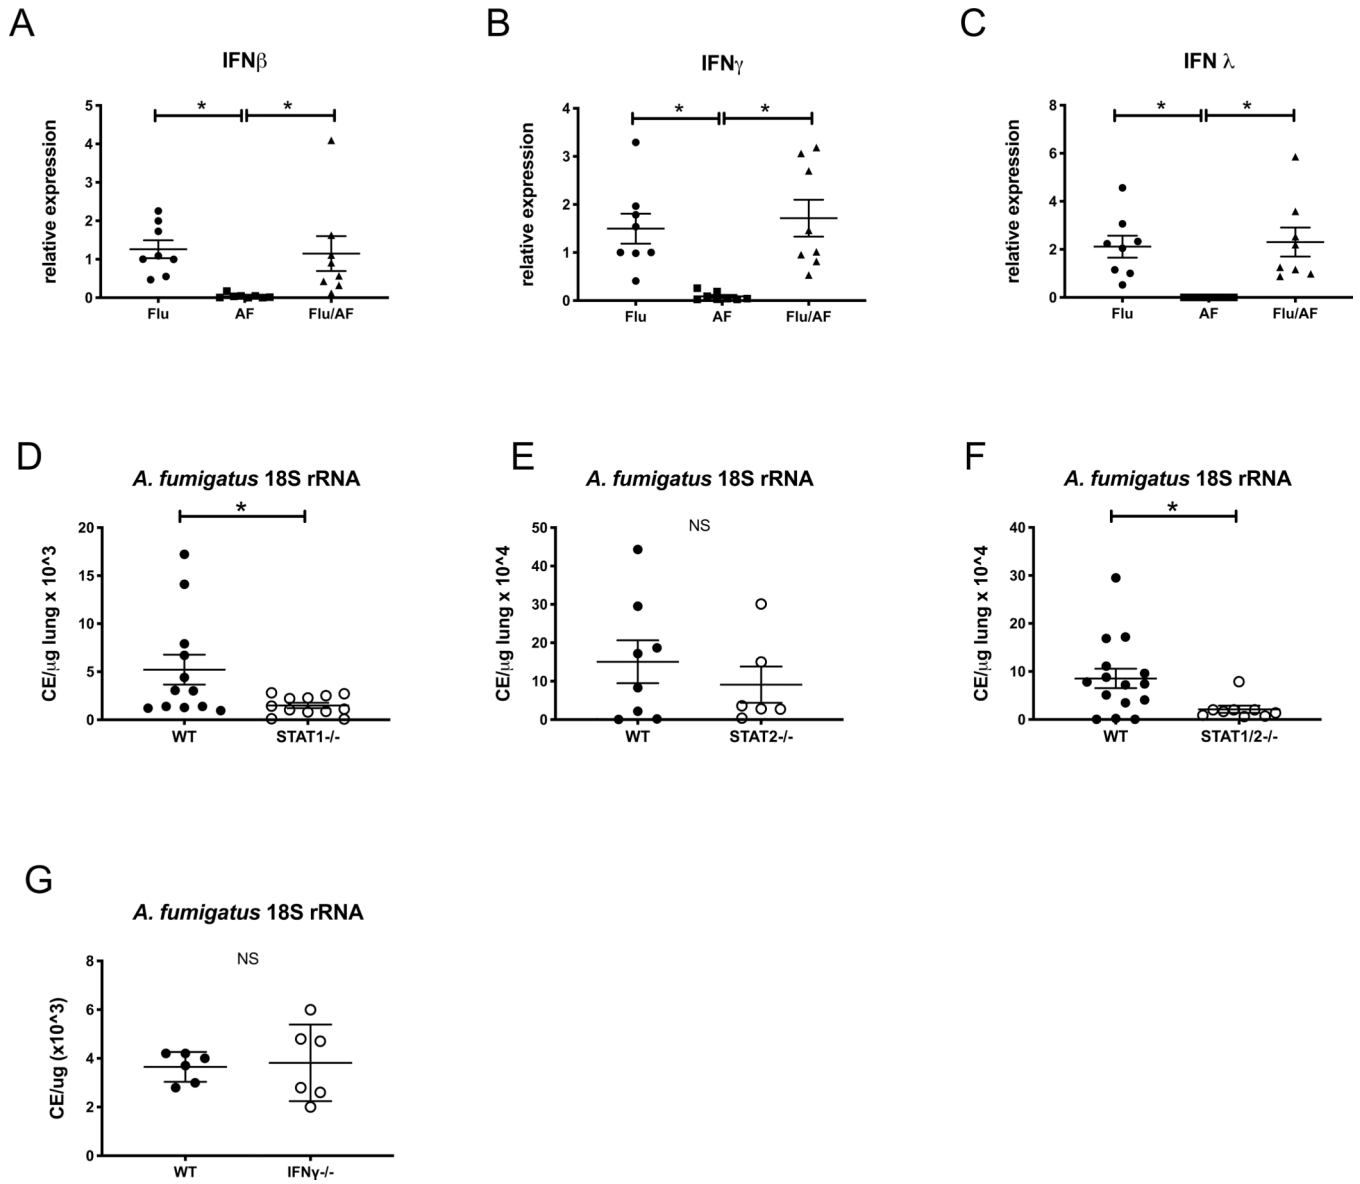 A
IFNβ
relative expression
5
4
3
2
1
0
* *
Flu AF Flu/AF
B
IFNγ
relative expression
4
3
2
1
0
* *
Flu AF Flu/AF
C
IFN λ
relative expression
8
6
4
2
0
* *
Flu AF Flu/AF
D
A. fumigatus 18S rRNA
CE/μg lung x 10^3
20
15
10
5
0
*
WT STAT1-/-
E
A. fumigatus 18S rRNA
CE/μg lung x 10^4
50
40
30
20
10
0
NS
WT STAT2-/-
F
A. fumigatus 18S rRNA
CE/μg lung x 10^4
40
30
20
10
0
*
WT STAT1/2-/-
G
A. fumigatus 18S rRNA
CE/ug (x10^3)
8
6
4
2
0
NS
WT IFNγ-/-